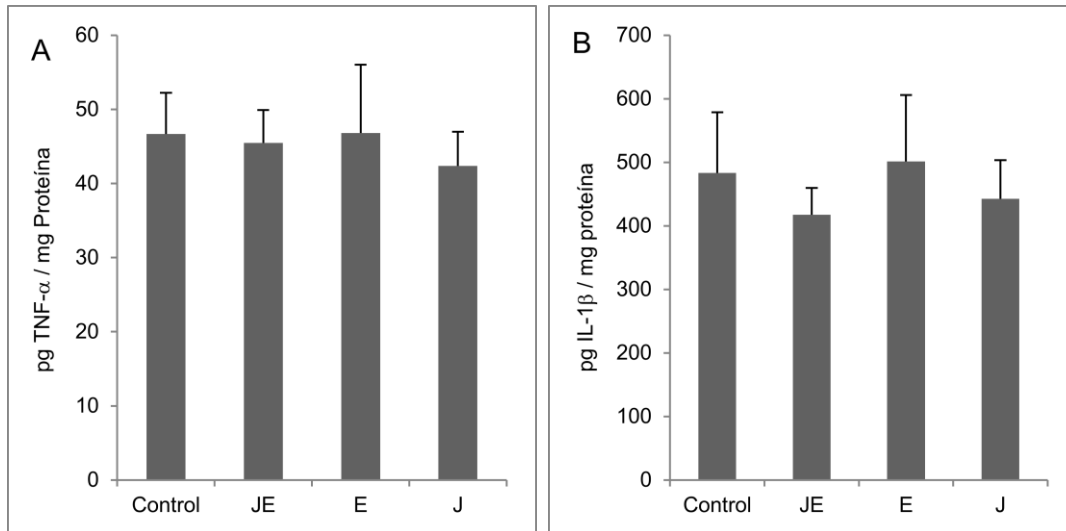 A
pg TNF-α / mg Proteína
60
50
40
30
20
10
0
Control JE E J
B
pg IL-1β / mg proteína
700
600
500
400
300
200
100
0
Control JE E J